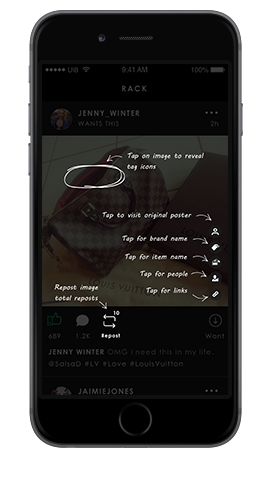 UIB 9:41 AM 100%
RACK
JENNY_WINTER
WANTS THIS 2h
Tap on image to reveal
tag icons
Tap to visit original poster
Tap for brand name
Tap for item name
Tap for people
Tap for links
Repost image
total reposts
10
689 1.2K Repost Want
JENNY WINTER OMG I need this in my life.
@SalsaD #LV #Love #LouisVuitton
JAIMIEJONES